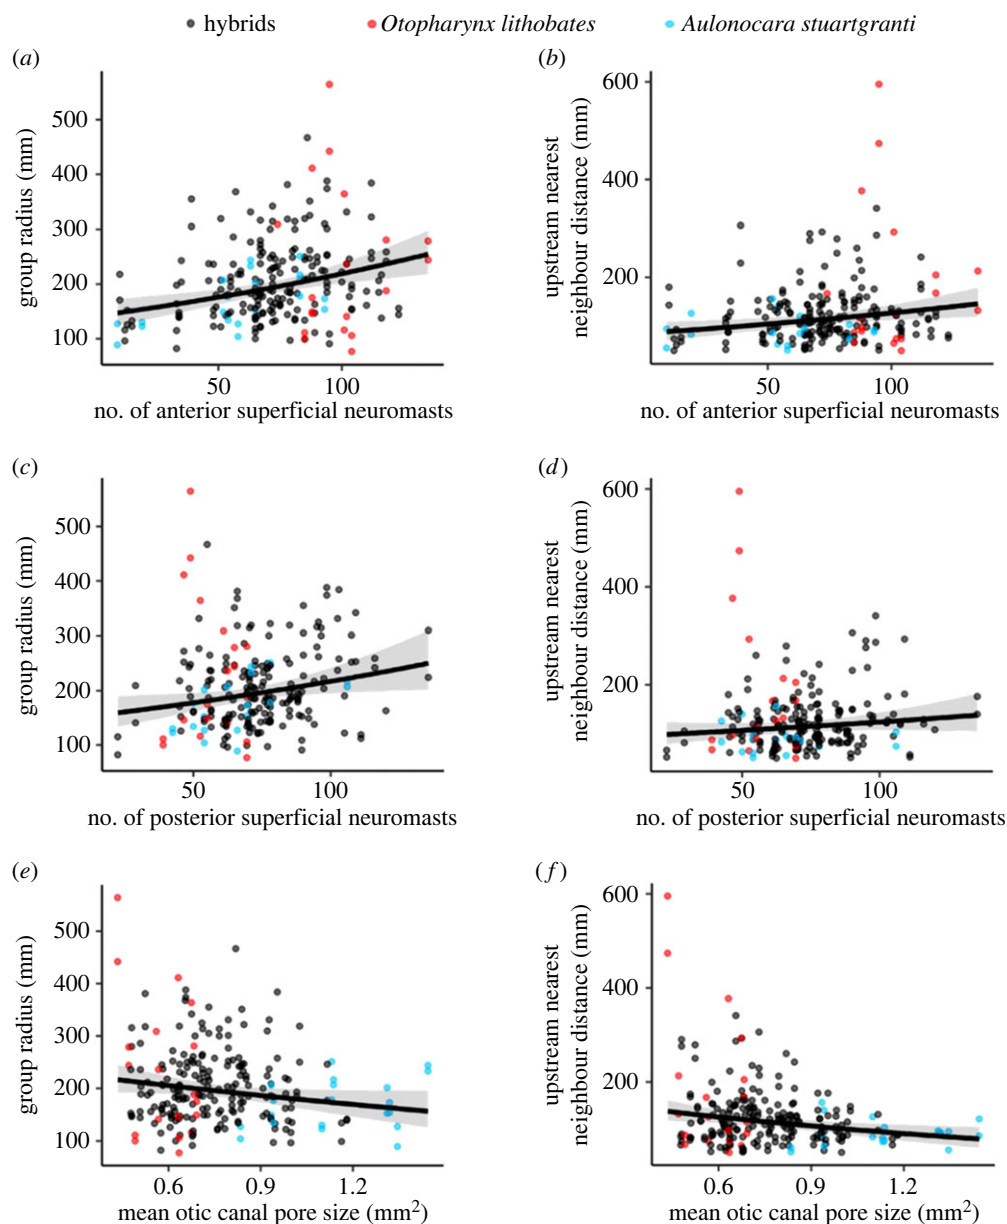 hybrids Otopharynx lithobates Aulonocara stuartgranti
(a)
group radius (mm)
500
400
300
200
100
50 100
no. of anterior superficial neuromasts
(b)
upstream nearest
neighbour distance (mm)
600
400
200
50 100
no. of anterior superficial neuromasts
(c)
group radius (mm)
500
400
300
200
100
50 100
no. of posterior superficial neuromasts
(d)
upstream nearest
neighbour distance (mm)
600
400
200
50 100
no. of posterior superficial neuromasts
(e)
group radius (mm)
500
400
300
200
100
0.6 0.9 1.2
mean otic canal pore size (mm²)
(f)
upstream nearest
neighbour distance (mm)
600
400
200
0.6 0.9 1.2
mean otic canal pore size (mm²)